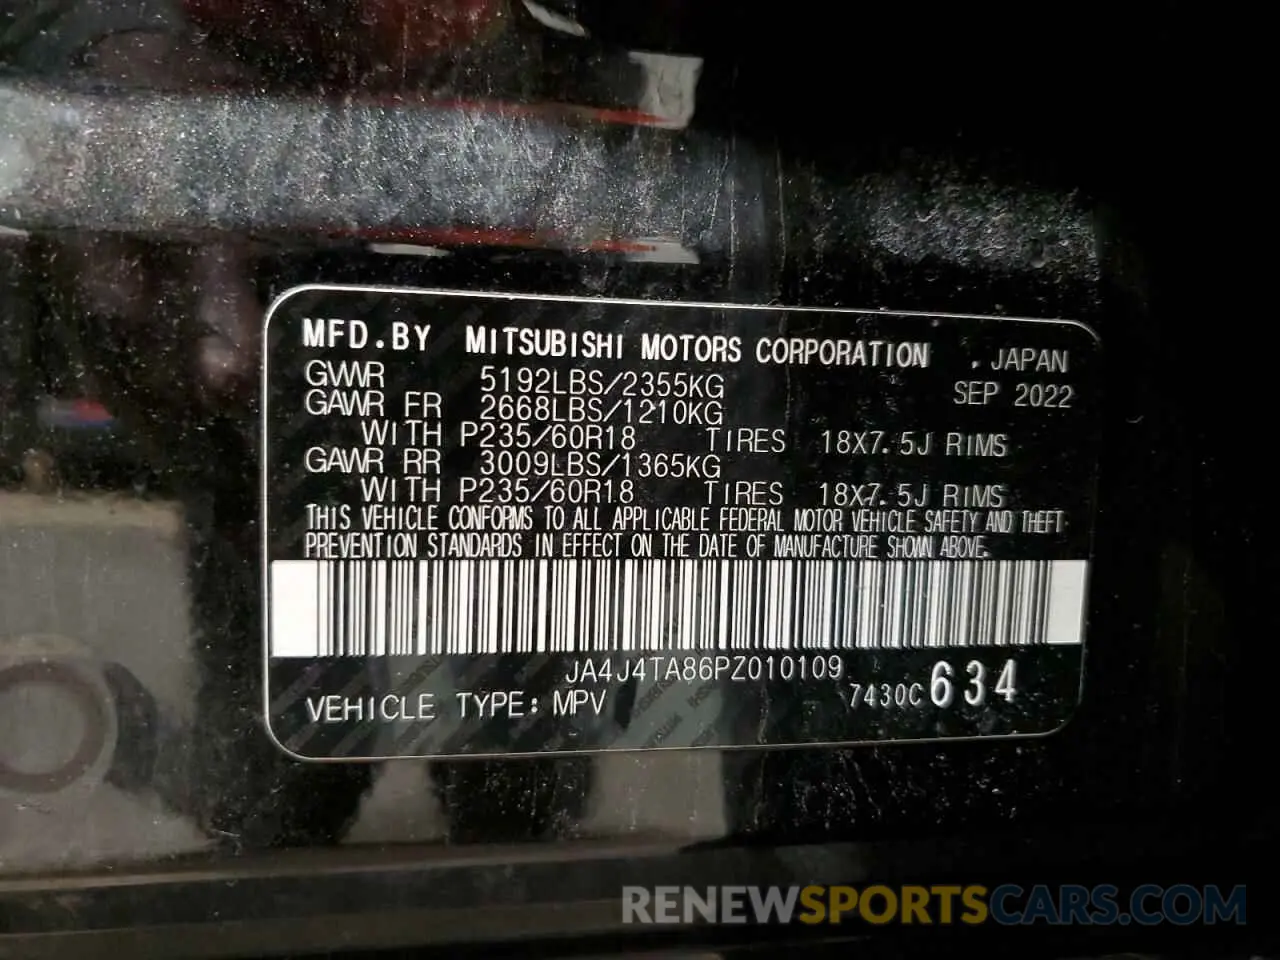 MFD.BY MITSUBISHI MOTORS CORPORATION .JAPAN
GVWR 5192LBS/2355KG SEP 2022
GAWR FR 2668LBS/1210KG
WITH P235/60R18 TIRES 18X7.5J RIMS
GAWR RR 3009LBS/1365KG
WITH P235/60R18 TIRES 18X7.5J RIMS
THIS VEHICLE CONFORMS TO ALL APPLICABLE FEDERAL MOTOR VEHICLE SAFETY AND THEFT
PREVENTION STANDARDS IN EFFECT ON THE DATE OF MANUFACTURE SHOWN ABOVE.
JA4J4TA86PZ010109
VEHICLE TYPE: MPV 7430C 634
RENEWSPORTSCARS.COM